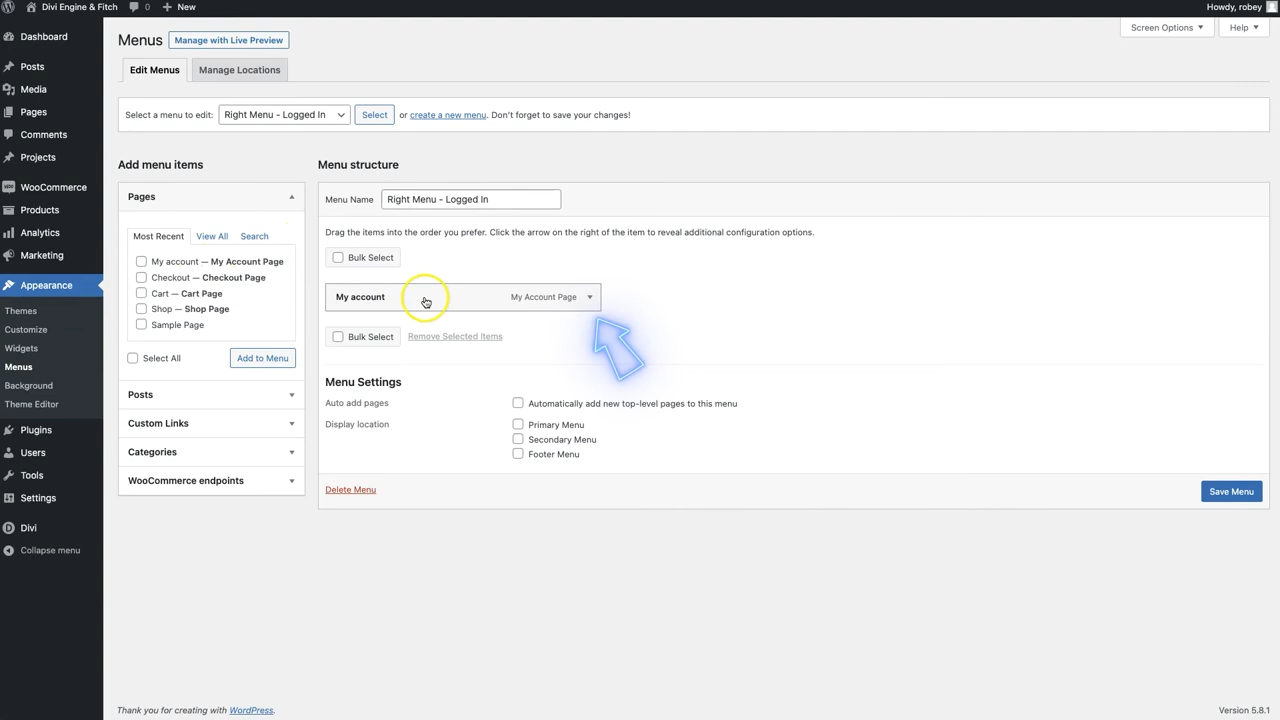 Divi Engine & Fitch 0 New Howdy, robey
Dashboard
Posts
Media
Pages
Comments
Projects
WooCommerce
Products
Analytics
Marketing
Appearance
Themes
Customize
Widgets
Menus
Background
Theme Editor
Plugins
Users
Tools
Settings
Divi
Collapse menu
Screen Options Help
Menus Manage with Live Preview
Edit Menus Manage Locations
Select a menu to edit: Right Menu - Logged In Select or create a new menu. Don't forget to save your changes!
Add menu items
Pages
Most Recent View All Search
My account — My Account Page
Checkout — Checkout Page
Cart — Cart Page
Shop — Shop Page
Sample Page
Select All Add to Menu
Posts
Custom Links
Categories
WooCommerce endpoints
Menu structure
Menu Name Right Menu - Logged In
Drag the items into the order you prefer. Click the arrow on the right of the item to reveal additional configuration options.
Bulk Select
My account My Account Page
Bulk Select Remove Selected Items
Menu Settings
Auto add pages Automatically add new top-level pages to this menu
Display location Primary Menu
Secondary Menu
Footer Menu
Delete Menu Save Menu
Thank you for creating with WordPress. Version 5.8.1